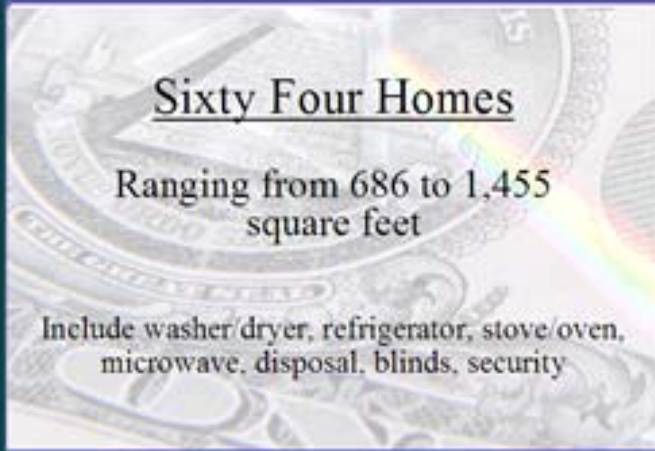 Sixty Four Homes
Ranging from 686 to 1,455
square feet
Include washer/dryer, refrigerator, stove/oven,
microwave, disposal, blinds, security